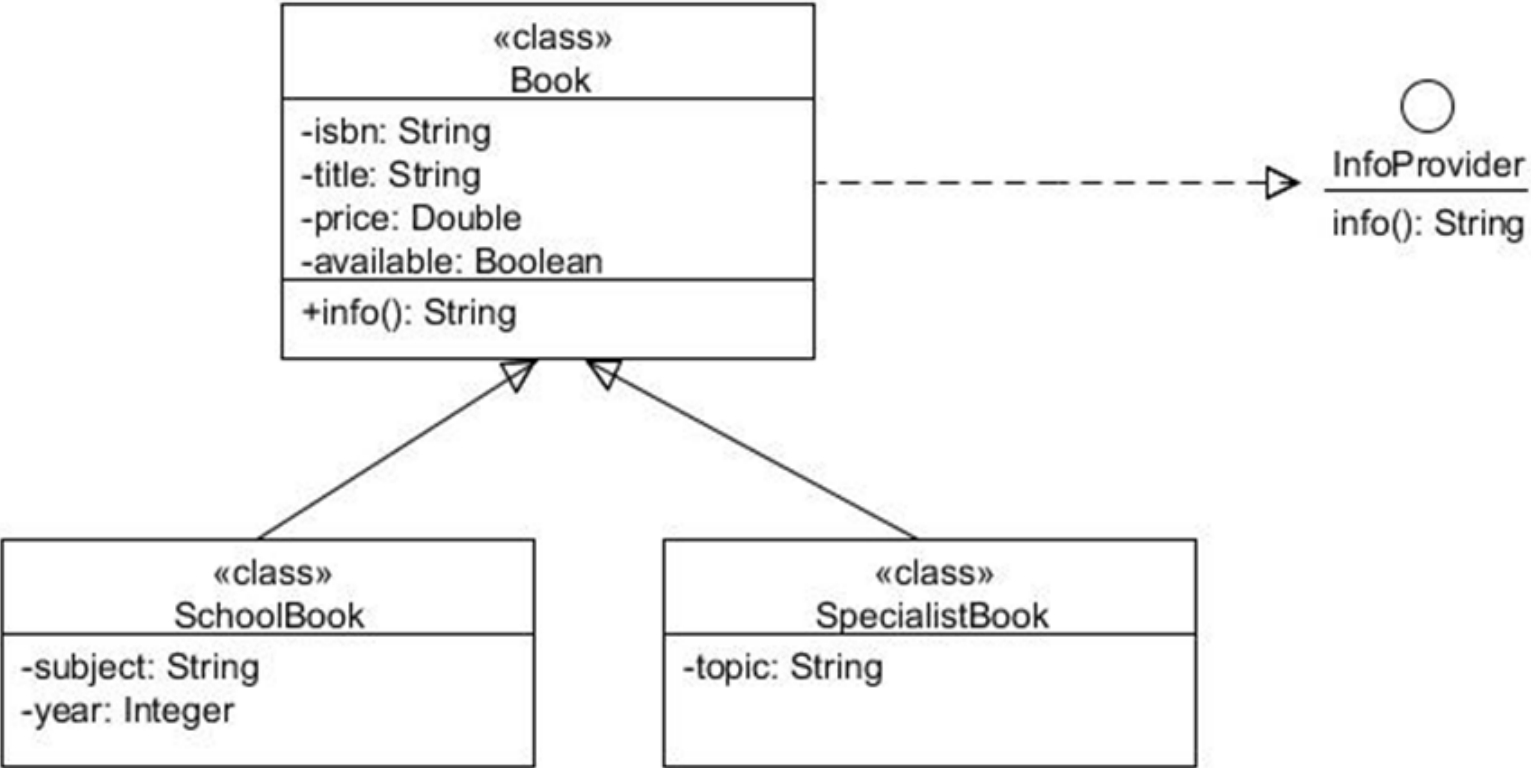 «class»
Book
-isbn: String
-title: String
-price: Double
-available: Boolean
+info(): String
InfoProvider
info(): String
«class»
SchoolBook
-subject: String
-year: Integer
«class»
SpecialistBook
-topic: String